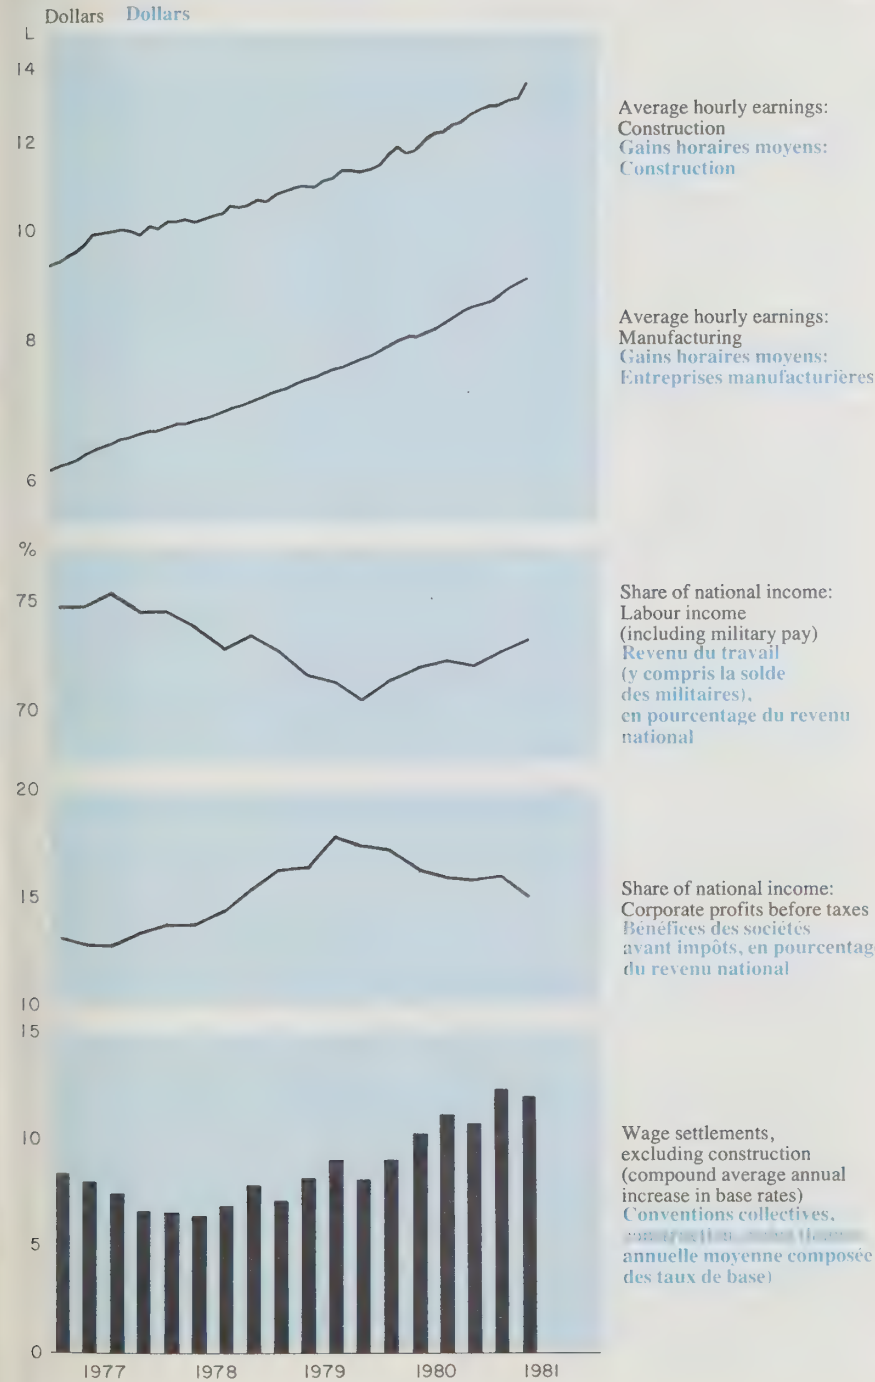 Dollars Dollars
L
14
12
10
8
6
Average hourly earnings:
Construction
Gains horaires moyens:
Construction
Average hourly earnings:
Manufacturing
Gains horaires moyens:
Entreprises manufacturières
%
75
70
Share of national income:
Labour income
(including military pay)
Revenu du travail
(y compris la solde
des militaires),
en pourcentage du revenu
national
20
15
10
Share of national income:
Corporate profits before taxes
Bénéfices des sociétés
avant impôts, en pourcentag
du revenu national
15
10
5
0
Wage settlements,
excluding construction
(compound average annual
increase in base rates)
Conventions collectives,
annuelle moyenne composée
des taux de base)
1977 1978 1979 1980 1981